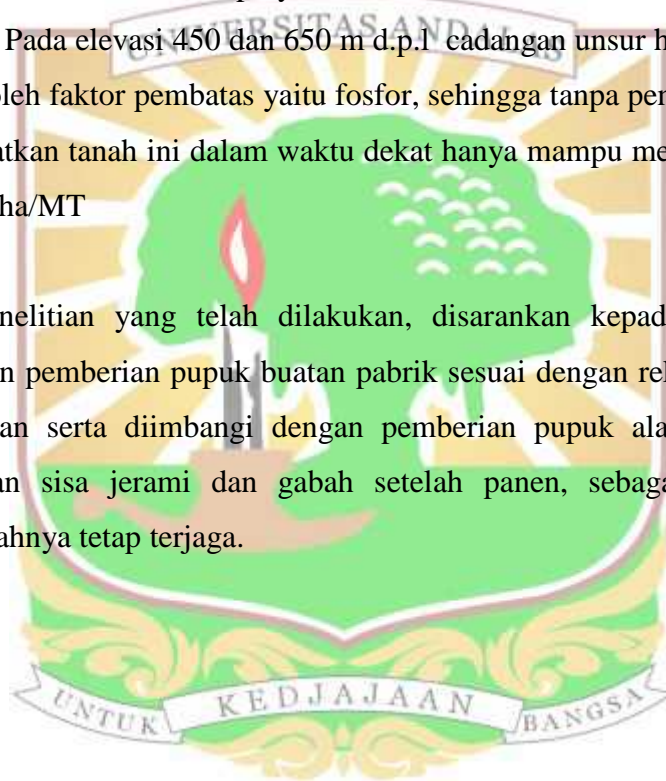 UNIVERSITAS ANDALAS
Pada elevasi 450 dan 650 m d.p.l cadangan unsur h
oleh faktor pembatas yaitu fosfor, sehingga tanpa pen
atkan tanah ini dalam waktu dekat hanya mampu me
ha/MT
nelitian yang telah dilakukan, disarankan kepad
n pemberian pupuk buatan pabrik sesuai dengan re
an serta diimbangi dengan pemberian pupuk ala
an sisa jerami dan gabah setelah panen, sebaga
ahnya tetap terjaga.
UNTUK KEDJAJAAN BANGSA